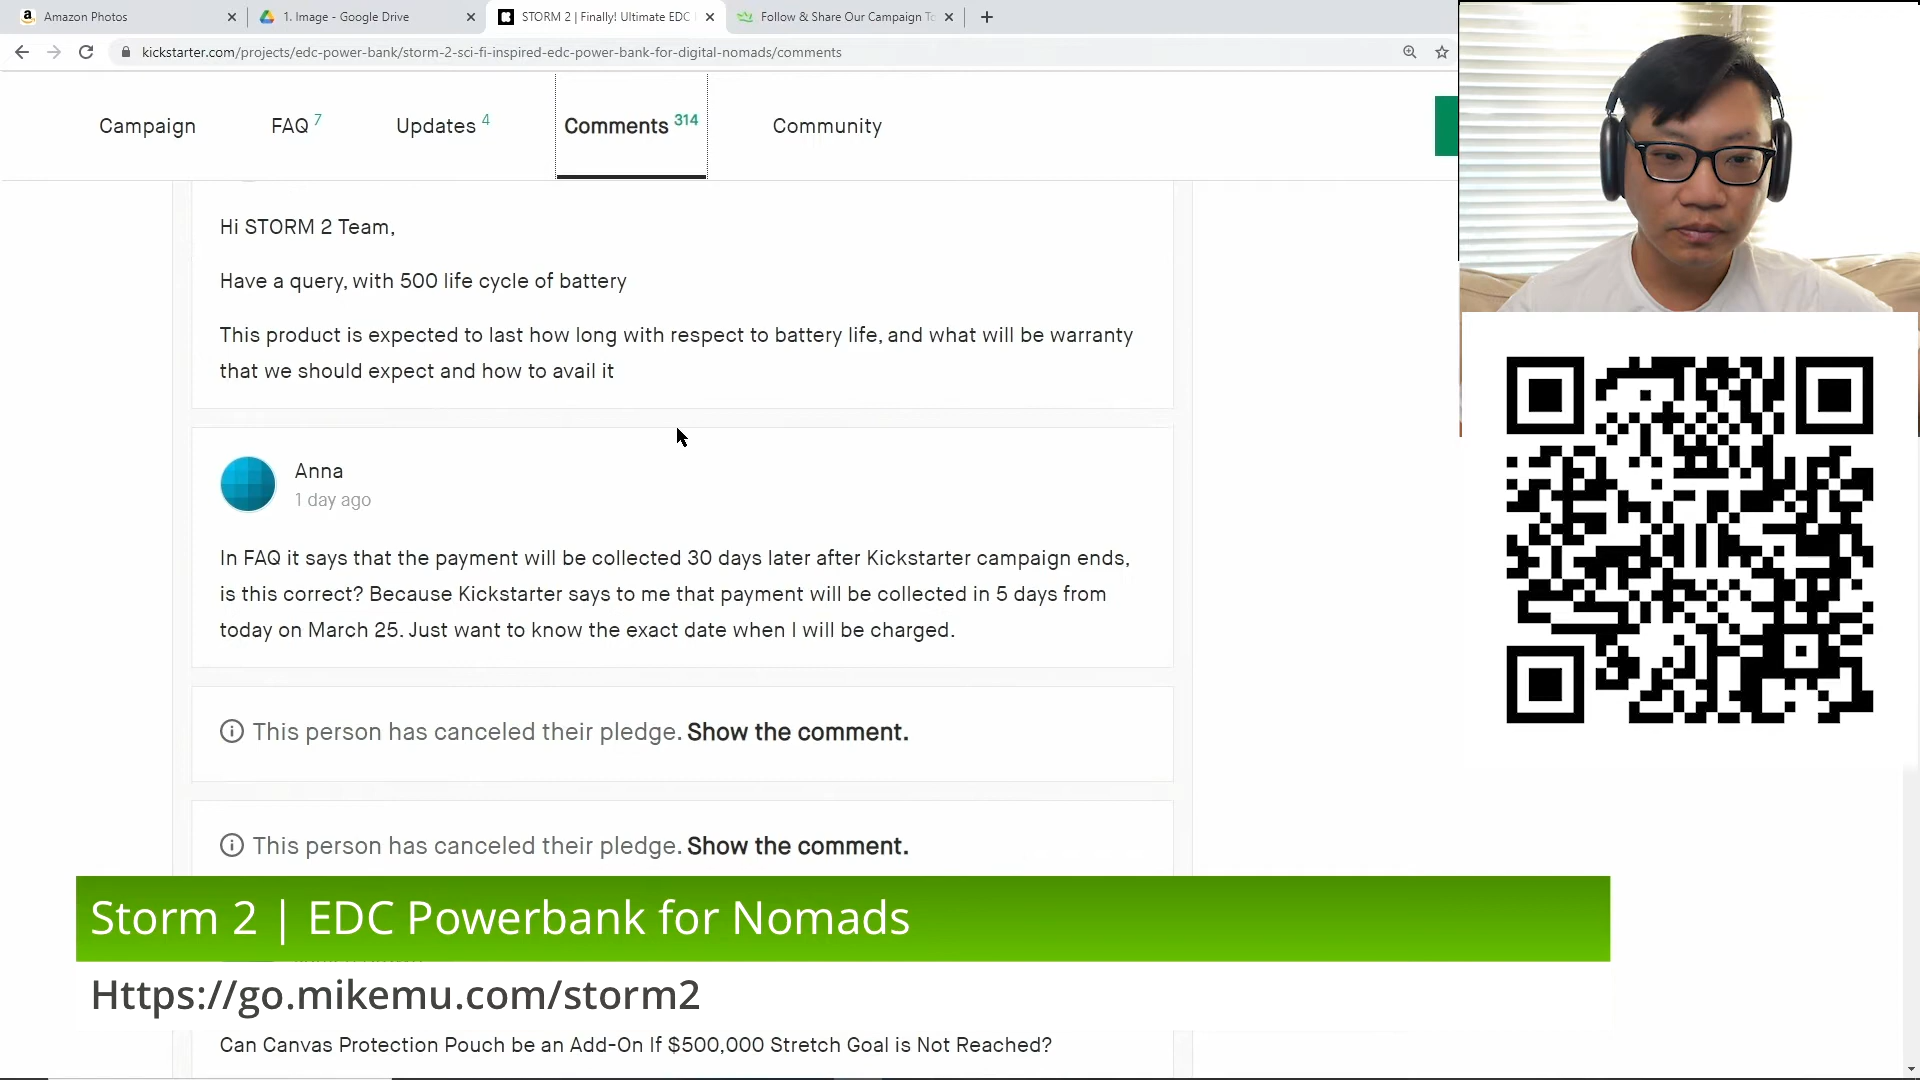 Amazon Photos
1. Image - Google Drive
STORM 2 | Finally! Ultimate EDC
Follow & Share Our Campaign To
kickstarter.com/projects/edc-power-bank/storm-2-sci-fi-inspired-edc-power-bank-for-digital-nomads/comments
Campaign
FAQ 7
Updates 4
Comments 314
Community
Hi STORM 2 Team,
Have a query, with 500 life cycle of battery
This product is expected to last how long with respect to battery life, and what will be warranty
that we should expect and how to avail it
Anna
1 day ago
In FAQ it says that the payment will be collected 30 days later after Kickstarter campaign ends,
is this correct? Because Kickstarter says to me that payment will be collected in 5 days from
today on March 25. Just want to know the exact date when I will be charged.
This person has canceled their pledge. Show the comment.
This person has canceled their pledge. Show the comment.
Storm 2 | EDC Powerbank for Nomads
Https://go.mikemu.com/storm2
Can Canvas Protection Pouch be an Add-On If $500,000 Stretch Goal is Not Reached?